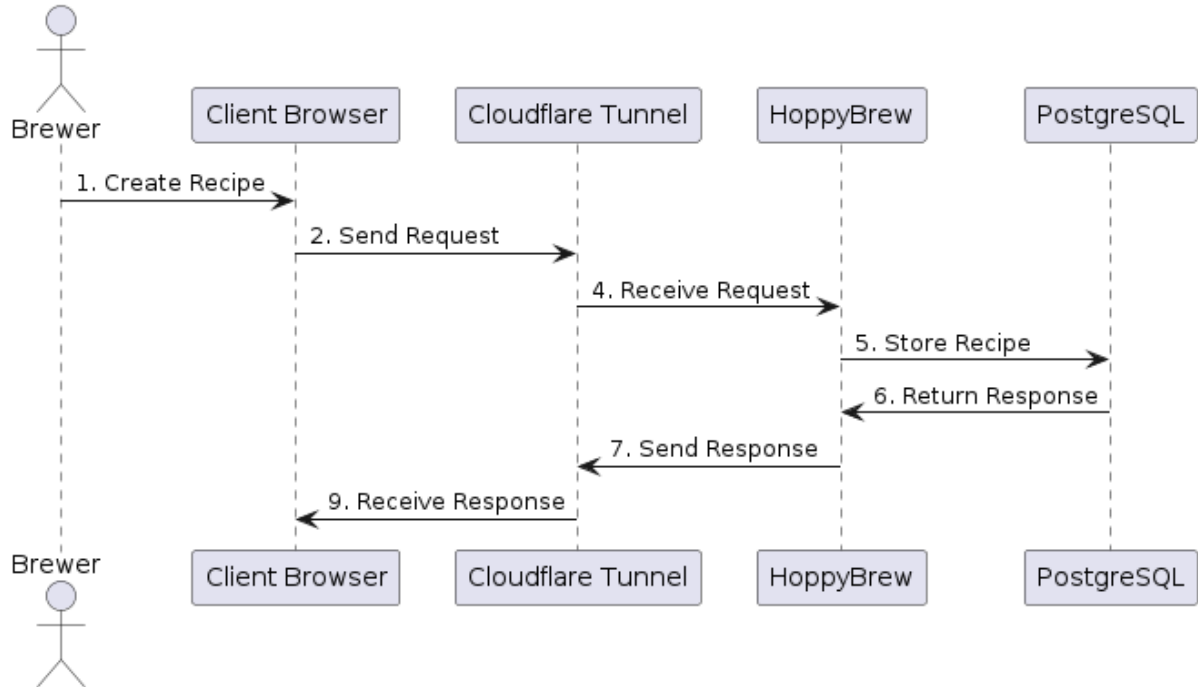 Brewer
Client Browser
Cloudflare Tunnel
HoppyBrew
PostgreSQL
1. Create Recipe
2. Send Request
4. Receive Request
5. Store Recipe
6. Return Response
7. Send Response
9. Receive Response
Brewer
Client Browser
Cloudflare Tunnel
HoppyBrew
PostgreSQL